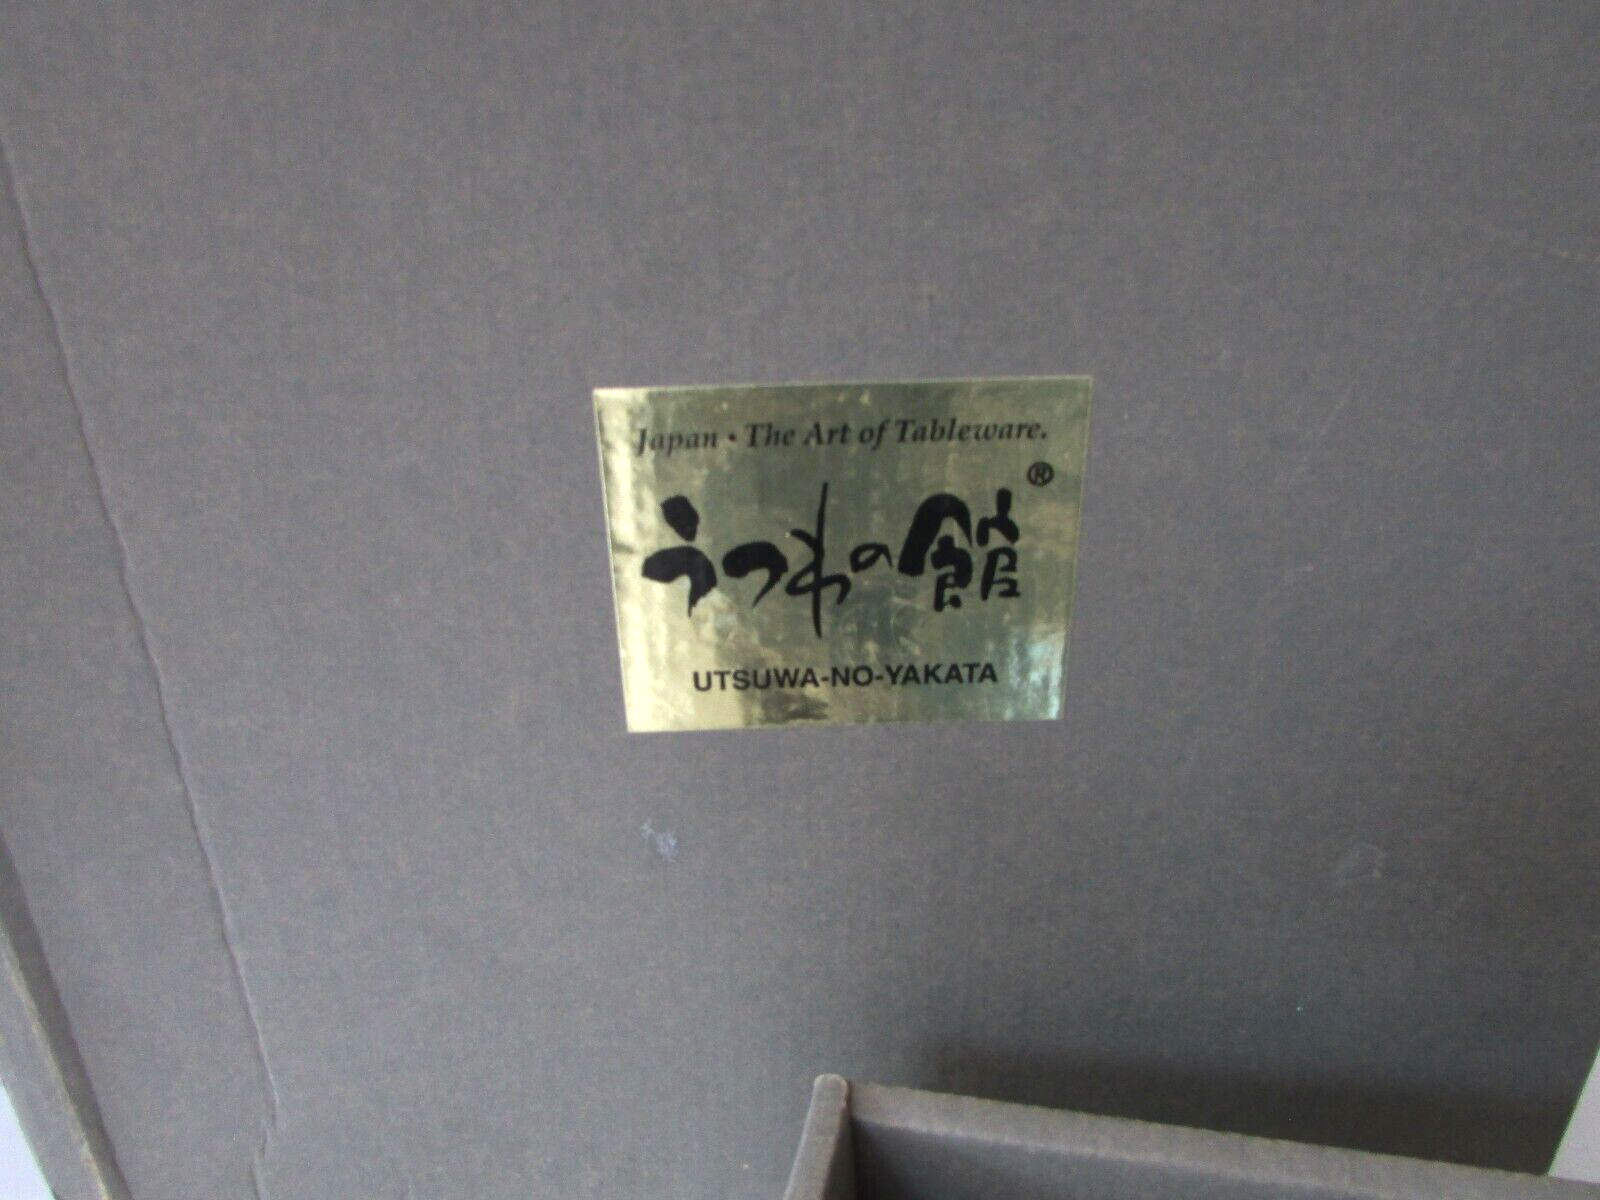 Japan • The Art of Tableware.
®
うつわの館
UTSUWA-NO-YAKATA